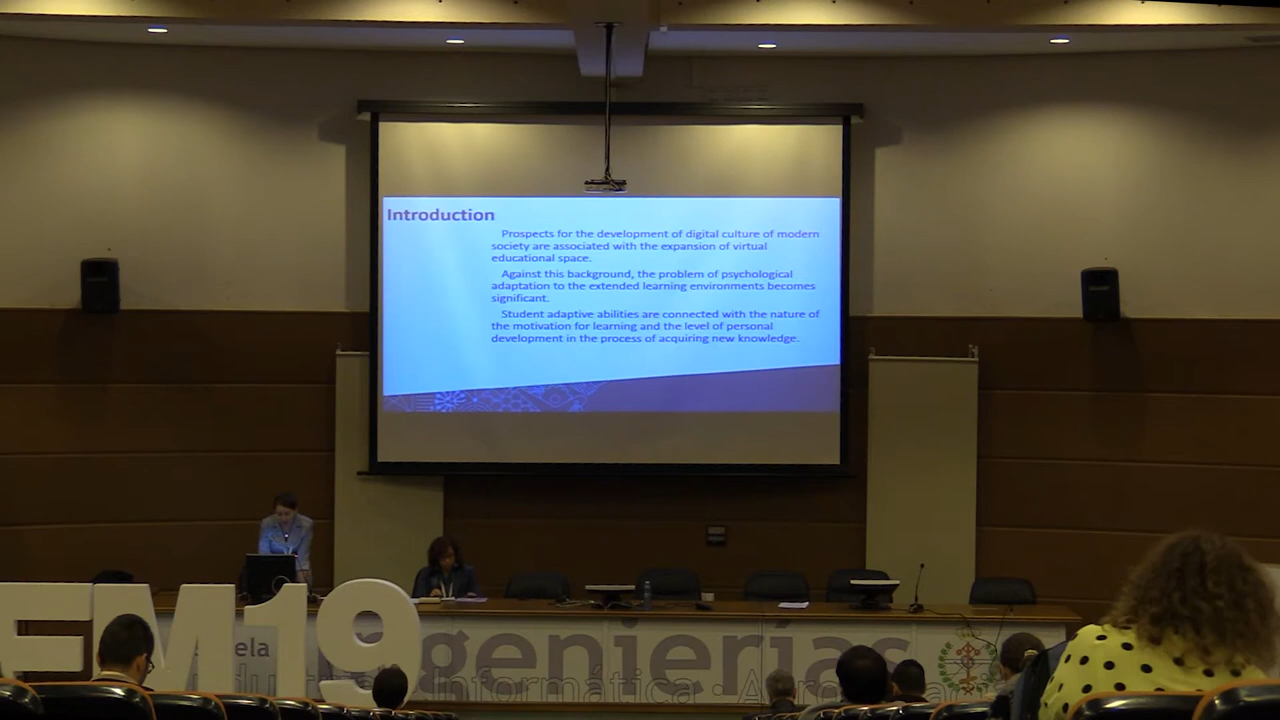 Introduction
Prospects for the development of digital culture of modern
society are associated with the expansion of virtual
educational space.
Against this background, the problem of psychological
adaptation to the extended learning environments becomes
significant.
Student adaptive abilities are connected with the nature of
the motivation for learning and the level of personal
development in the process of acquiring new knowledge.
EM19
ela
genierías
Informática